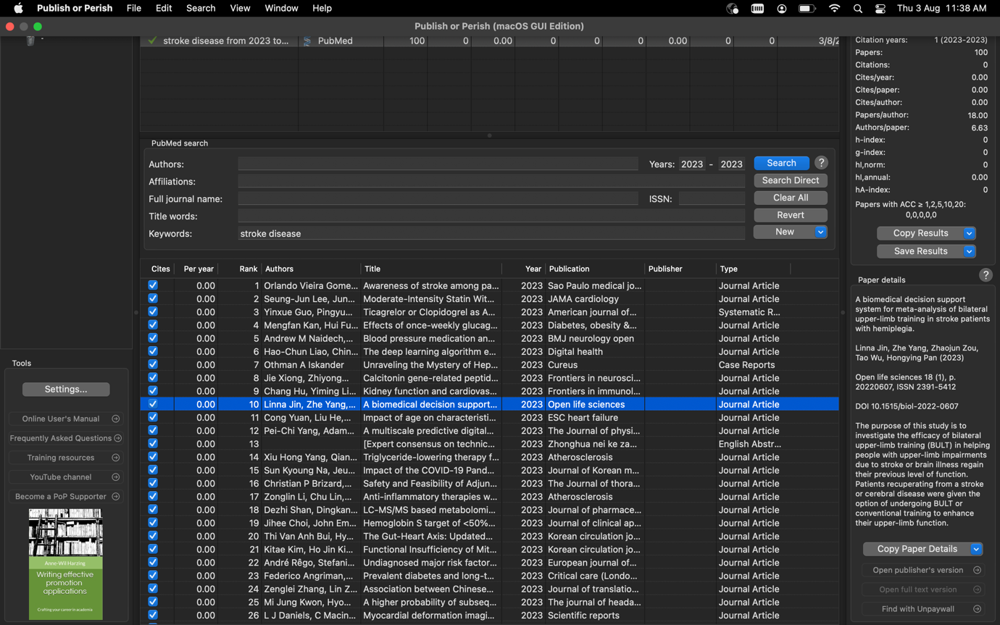 Publish or Perish File Edit Search View Window Help Thu 3 Aug 11:38 AM
Publish or Perish (macOS GUI Edition)
stroke disease from 2023 to... PubMed 100 0 0.00 0 0 0 0.00 0 0 3/8/2
PubMed search
Authors: Years: 2023 - 2023 Search ?
Affiliations: Search Direct
Full journal name: ISSN: Clear All
Title words: Revert
Keywords: stroke disease New
Cites Per year Rank Authors Title Year Publication Publisher Type
0.00 1 Orlando Vieira Gome... Awareness of stroke among pa... 2023 Sao Paulo medical jo... Journal Article
0.00 2 Seung-Jun Lee, Jun... Moderate-Intensity Statin Wit... 2023 JAMA cardiology Journal Article
0.00 3 Yinxue Guo, Pingyu... Ticagrelor or Clopidogrel as A... 2023 American journal of... Systematic R...
0.00 4 Mengfan Kan, Hui Fu... Effects of once-weekly glucag... 2023 Diabetes, obesity &... Journal Article
0.00 5 Andrew M Naidech,... Blood pressure medication an... 2023 BMJ neurology open Journal Article
0.00 6 Hao-Chun Liao, Chin... The deep learning algorithm e... 2023 Digital health Journal Article
0.00 7 Othman A Iskander Unraveling the Mystery of Hep... 2023 Cureus Case Reports
0.00 8 Jie Xiong, Zhiyong... Calcitonin gene-related peptid... 2023 Frontiers in neurosci... Journal Article
0.00 9 Chang Hu, Yiming Li... Kidney function and cardiovas... 2023 Frontiers in immunol... Journal Article
0.00 10 Linna Jin, Zhe Yang,... A biomedical decision support... 2023 Open life sciences Journal Article
0.00 11 Cong Yuan, Liu He,... Impact of age on characteristi... 2023 ESC heart failure Journal Article
0.00 12 Pei-Chi Yang, Adam... A multiscale predictive digital... 2023 The Journal of physi... Journal Article
0.00 13 [Expert consensus on technic... 2023 Zhonghua nei ke za... English Abstr...
0.00 14 Xiu Hong Yang, Qian... Triglyceride-lowering therapy f... 2023 Atherosclerosis Journal Article
0.00 15 Sun Kyoung Na, Jeu... Impact of the COVID-19 Pand... 2023 Journal of Korean m... Journal Article
0.00 16 Christian P Brizard,... Safety and Feasibility of Adjun... 2023 The Journal of thora... Journal Article
0.00 17 Zonglin Li, Chu Lin,... Anti-inflammatory therapies w... 2023 Atherosclerosis Journal Article
0.00 18 Dezhi Shan, Dingkan... LC-MS/MS based metabolomi... 2023 Journal of pharmace... Journal Article
0.00 19 Jihee Choi, John Em... Hemoglobin S target of <50%... 2023 Journal of clinical ap... Journal Article
0.00 20 Thi Van Anh Bui, Hy... The Gut-Heart Axis: Updated... 2023 Korean circulation jo... Journal Article
0.00 21 Kitae Kim, Ho Jin Ki... Functional Insufficiency of Mit... 2023 Korean circulation jo... Journal Article
0.00 22 André Rêgo, Stefani... Undiagnosed major risk factor... 2023 European journal of... Journal Article
0.00 23 Federico Angriman,... Prevalent diabetes and long-t... 2023 Critical care (Londo... Journal Article
0.00 24 Zenglei Zhang, Lin Z... Association between Chinese... 2023 Journal of translatio... Journal Article
0.00 25 Mi Jung Kwon, Hyo... A higher probability of subseq... 2023 The journal of heada... Journal Article
0.00 26 L J Daniels, C Macin... Myocardial deformation imagi... 2023 Scientific reports Journal Article
Tools
Settings...
Online User's Manual
Frequently Asked Questions
Training resources
YouTube channel
Become a PoP Supporter
Anne-Wil Harzing
Writing effective
promotion
applications
Crafting your career in academia
Citation years: 1 (2023-2023)
Papers: 100
Citations: 0
Cites/year: 0.00
Cites/paper: 0.00
Cites/author: 0.00
Papers/author: 18.00
Authors/paper: 6.63
h-index: 0
g-index: 0
hI,norm: 0
hI,annual: 0.00
hA-index: 0
Papers with ACC ≥ 1,2,5,10,20:
0,0,0,0,0
Copy Results
Save Results
Paper details ?
A biomedical decision support
system for meta-analysis of bilateral
upper-limb training in stroke patients
with hemiplegia.
Linna Jin, Zhe Yang, Zhaojun Zou,
Tao Wu, Hongying Pan (2023)
Open life sciences 18 (1), p.
20220607, ISSN 2391-5412
DOI 10.1515/biol-2022-0607
The purpose of this study is to
investigate the efficacy of bilateral
upper-limb training (BULT) in helping
people with upper-limb impairments
due to stroke or brain illness regain
their previous level of function.
Patients recuperating from a stroke
or cerebral disease were given the
option of undergoing BULT or
conventional training to enhance
their upper-limb function.
Copy Paper Details
Open publisher's version
Open full text version
Find with Unpaywall